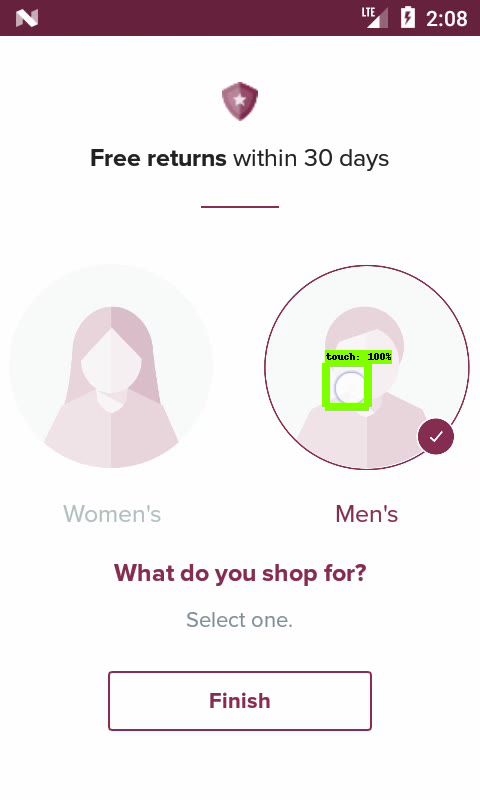 LTE 2:08
Free returns within 30 days
touch: 100%
Women's
Men's
What do you shop for?
Select one.
Finish